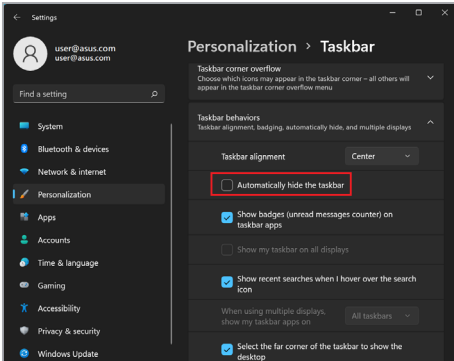 Settings
user@asus.com
user@asus.com
Find a setting
System
Bluetooth & devices
Network & internet
Personalization
Apps
Accounts
Time & language
Gaming
Accessibility
Privacy & security
Windows Update
Personalization > Taskbar
Taskbar corner overflow
Choose which icons may appear in the taskbar corner – all others will
appear in the taskbar corner overflow menu
Taskbar behaviors
Taskbar alignment, badging, automatically hide, and multiple displays
Taskbar alignment
Center
Automatically hide the taskbar
Show badges (unread messages counter) on
taskbar apps
Show my taskbar on all displays
Show recent searches when I hover over the search
icon
When using multiple displays,
show my taskbar apps on
All taskbars
Select the far corner of the taskbar to show the
desktop